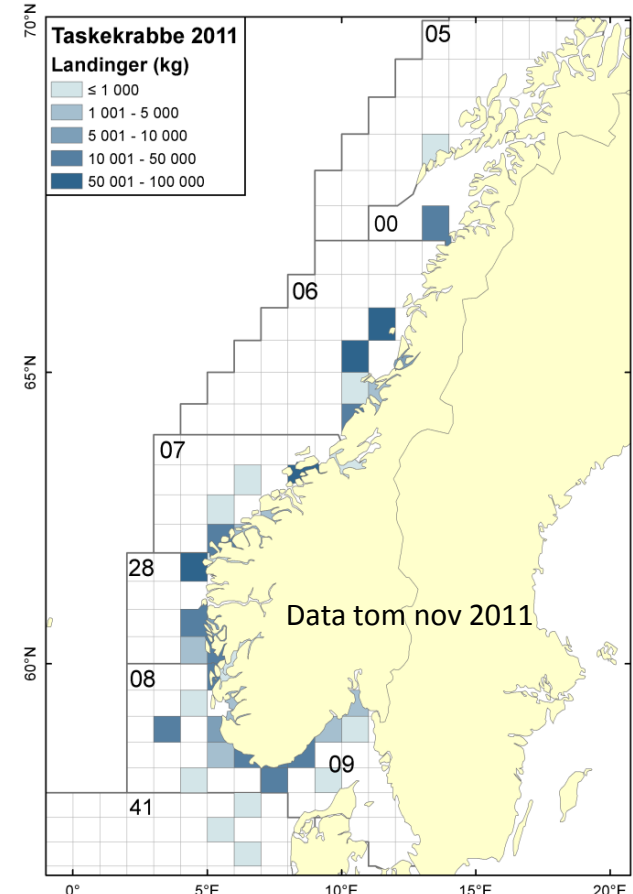 70°N
Taskekrabbe 2011
Landinger (kg)
≤ 1 000
1 001 - 5 000
5 001 - 10 000
10 001 - 50 000
50 001 - 100 000
05
00
06
65°N
07
28
Data tom nov 2011
60°N
08
09
41
0°
5°E
10°E
15°E
20°E